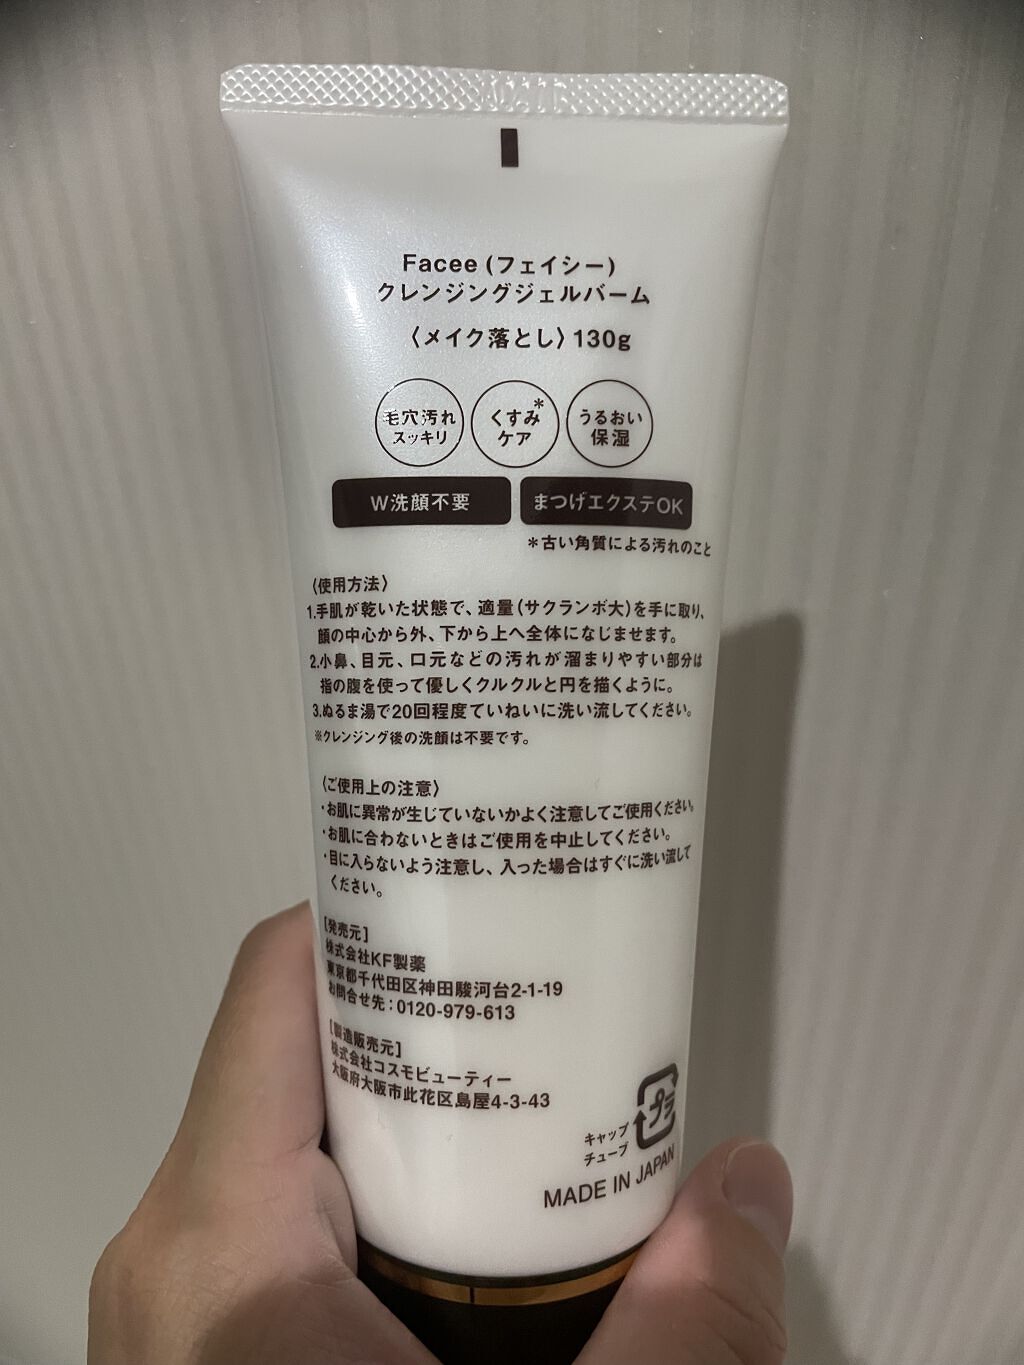 Facee (フェイシー)
クレンジングジェルバーム
〈メイク落とし〉130g
毛穴汚れ
スッキリ
くすみ*
ケア
うるおい
保湿
W洗顔不要
まつげエクステOK
*古い角質による汚れのこと
〈使用方法〉
1.手肌が乾いた状態で、適量(サクランボ大)を手に取り、
顔の中心から外、下から上へ全体になじませます。
2.小鼻、目元、口元などの汚れが溜まりやすい部分は
指の腹を使って優しくクルクルと円を描くように。
3.ぬるま湯で20回程度ていねいに洗い流してください。
※クレンジング後の洗顔は不要です。
〈ご使用上の注意〉
・お肌に異常が生じていないかよく注意してご使用ください。
・お肌に合わないときはご使用を中止してください。
・目に入らないよう注意し、入った場合はすぐに洗い流して
ください。
[発売元]
株式会社KF製薬
東京都千代田区神田駿河台2-1-19
お問合せ先:0120-979-613
[製造販売元]
株式会社コスモビューティー
大阪府大阪市此花区島屋4-3-43
プラ
キャップ
チューブ
MADE IN JAPAN